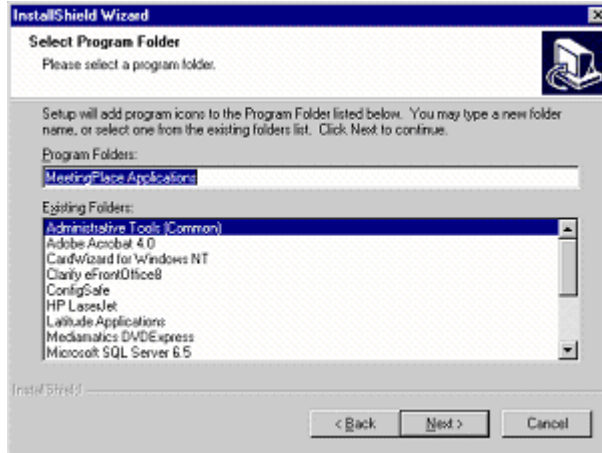 InstallShield Wizard
Select Program Folder
Please select a program folder.
Setup will add program icons to the Program Folder listed below. You may type a new folder
name, or select one from the existing folders list. Click Next to continue.
Program Folders:
MeetingPlace Applications
Existing Folders:
Administrative Tools (Common)
Adobe Acrobat 4.0
CardWizard for Windows NT
Clarify eFrontOffice8
ConfigSafe
HP LaserJet
Latitude Applications
Mediamatics DVDExpress
Microsoft SQL Server 6.5
InstallShield
< Back Next > Cancel